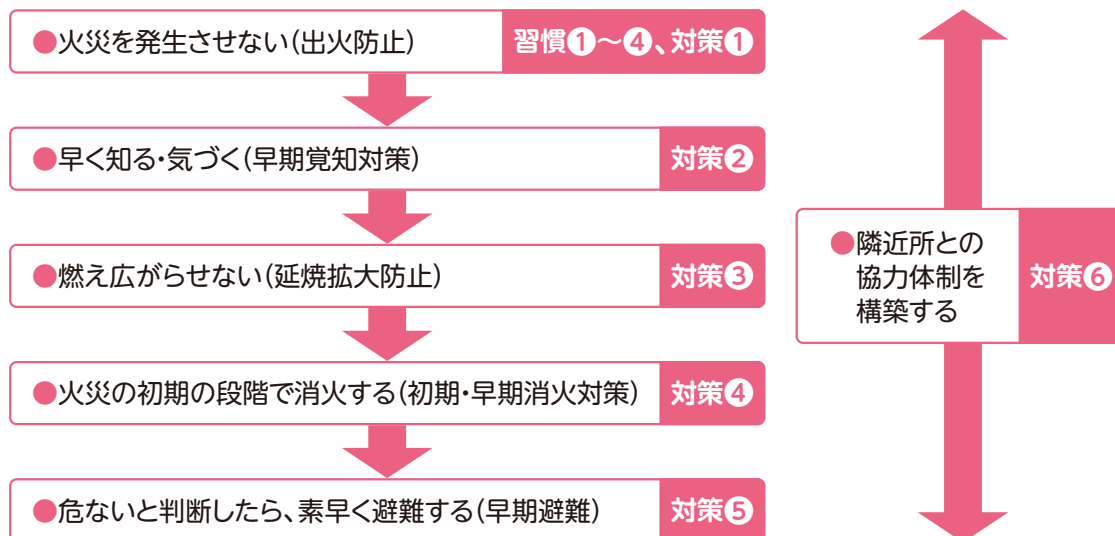 ●火災を発生させない(出火防止) 習慣❶～❹、対策❶
●早く知る・気づく(早期覚知対策) 対策❷
●燃え広がらせない(延焼拡大防止) 対策❸
●火災の初期の段階で消火する(初期・早期消火対策) 対策❹
●危ないと判断したら、素早く避難する(早期避難) 対策❺
●隣近所との
協力体制を
構築する
対策❻